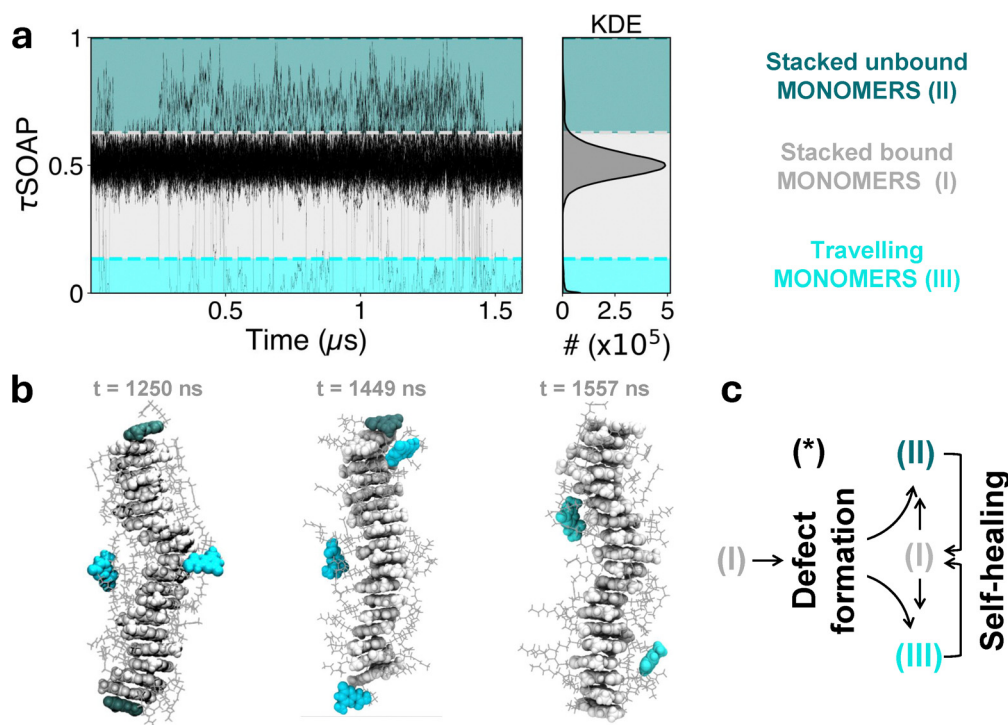 a
KDE
1
0.5
0
τSOAP
0.5
1
1.5
Time (μs)
0
2.5
5
# (x10⁵)
Stacked unbound
MONOMERS (II)
Stacked bound
MONOMERS (I)
Travelling
MONOMERS (III)
b
t = 1250 ns
t = 1449 ns
t = 1557 ns
c
(*)
(II)
(I)
Defect
formation
(I)
(III)
Self-healing